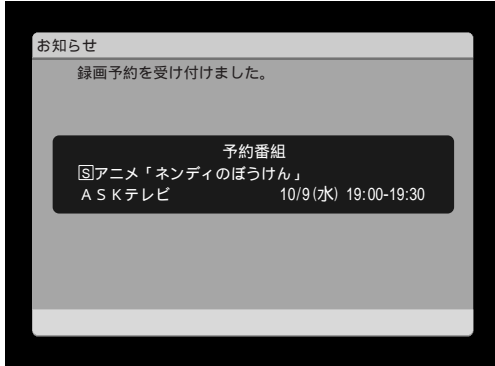 お知らせ
録画予約を受け付けました。
予約番組
🅂アニメ「ネンディのぼうけん」
ＡＳＫテレビ 10/9(水) 19:00-19:30